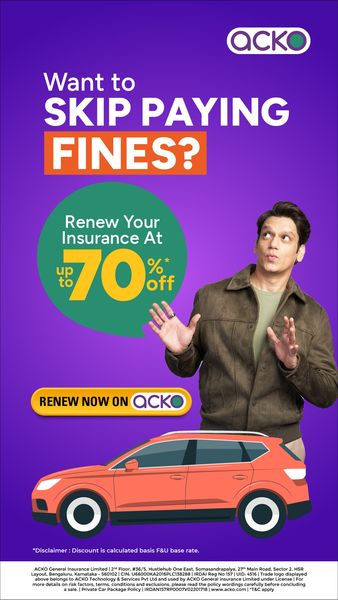 acko
Want to
SKIP PAYING
FINES?
Renew Your
Insurance At
up to 70%* off
RENEW NOW ON acko
*Disclaimer : Discount is calculated basis F&U base rate.
ACKO General Insurance Limited | 2nd Floor, #36/5, Hustlehub One East, Somasandrapalya, 27th Main Road, Sector 2, HSR
Layout, Bengaluru, Karnataka - 560102 | CIN: U66000KA2016PLC138288 | IRDAI Reg No 157 | UID: 4516 | Trade logo displayed
above belongs to ACKO Technology & Services Pvt Ltd and used by ACKO General insurance Limited under License | For
more details on risk factors, terms, conditions and exclusions, please read the policy wordings carefully before concluding
a sale. | Private Car Package Policy | IRDAN157RP0007V02201718 | www.acko.com | *T&C apply